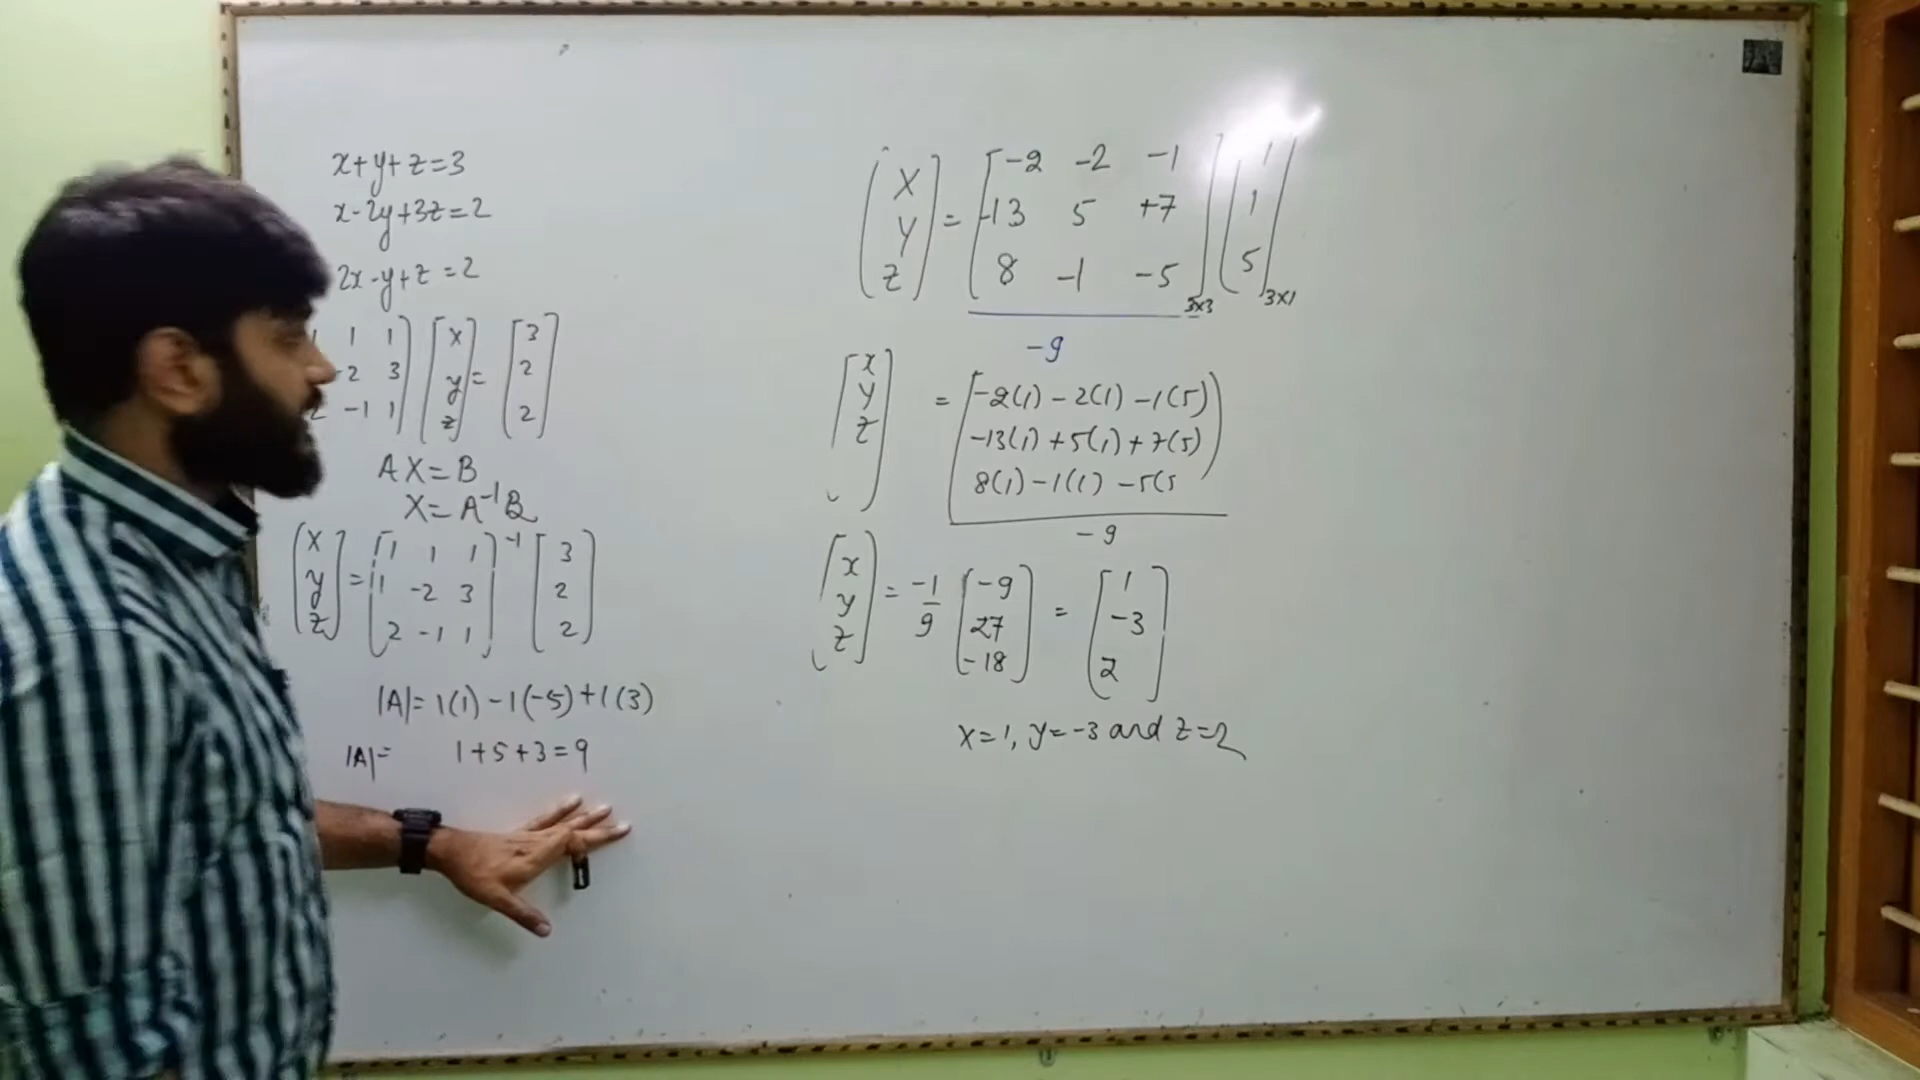 x+y+z=3
x-2y+3z=2
2x-y+z=2
1 1 1 x 3
-2 3 y = 2
2 -1 1 z 2
AX=B
X=A⁻¹B
x 1 1 1 -1 3
y = 1 -2 3 2
z 2 -1 1 2
|A|= 1(1)-1(-5)+1(3)
|A|= 1+5+3=9
X -2 -2 -1 1
Y = -13 5 +7 1
Z 8 -1 -5 3x3 5 3x1
-9
x -2(1)-2(1)-1(5)
y = -13(1)+5(1)+7(5)
z 8(1)-1(1)-5(5
-9
x -9 1
y = -1/9 27 = -3
z -18 2
x=1, y=-3 and z=2